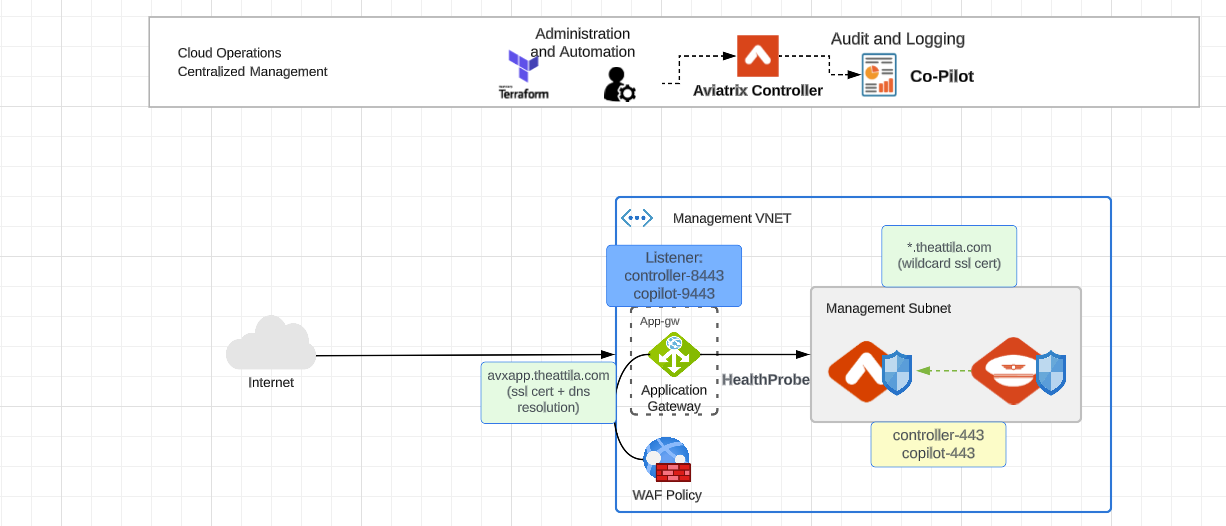 Administration
and Automation
Cloud Operations
Centralized Management
Terraform
Aviatrix Controller
Audit and Logging
Co-Pilot
Management VNET
Listener:
controller-8443
copilot-9443
*.theattila.com
(wildcard ssl cert)
App-gw
Management Subnet
Internet
avxapp.theattila.com
(ssl cert + dns
resolution)
Application
Gateway
HealthProbe
controller-443
copilot-443
WAF Policy